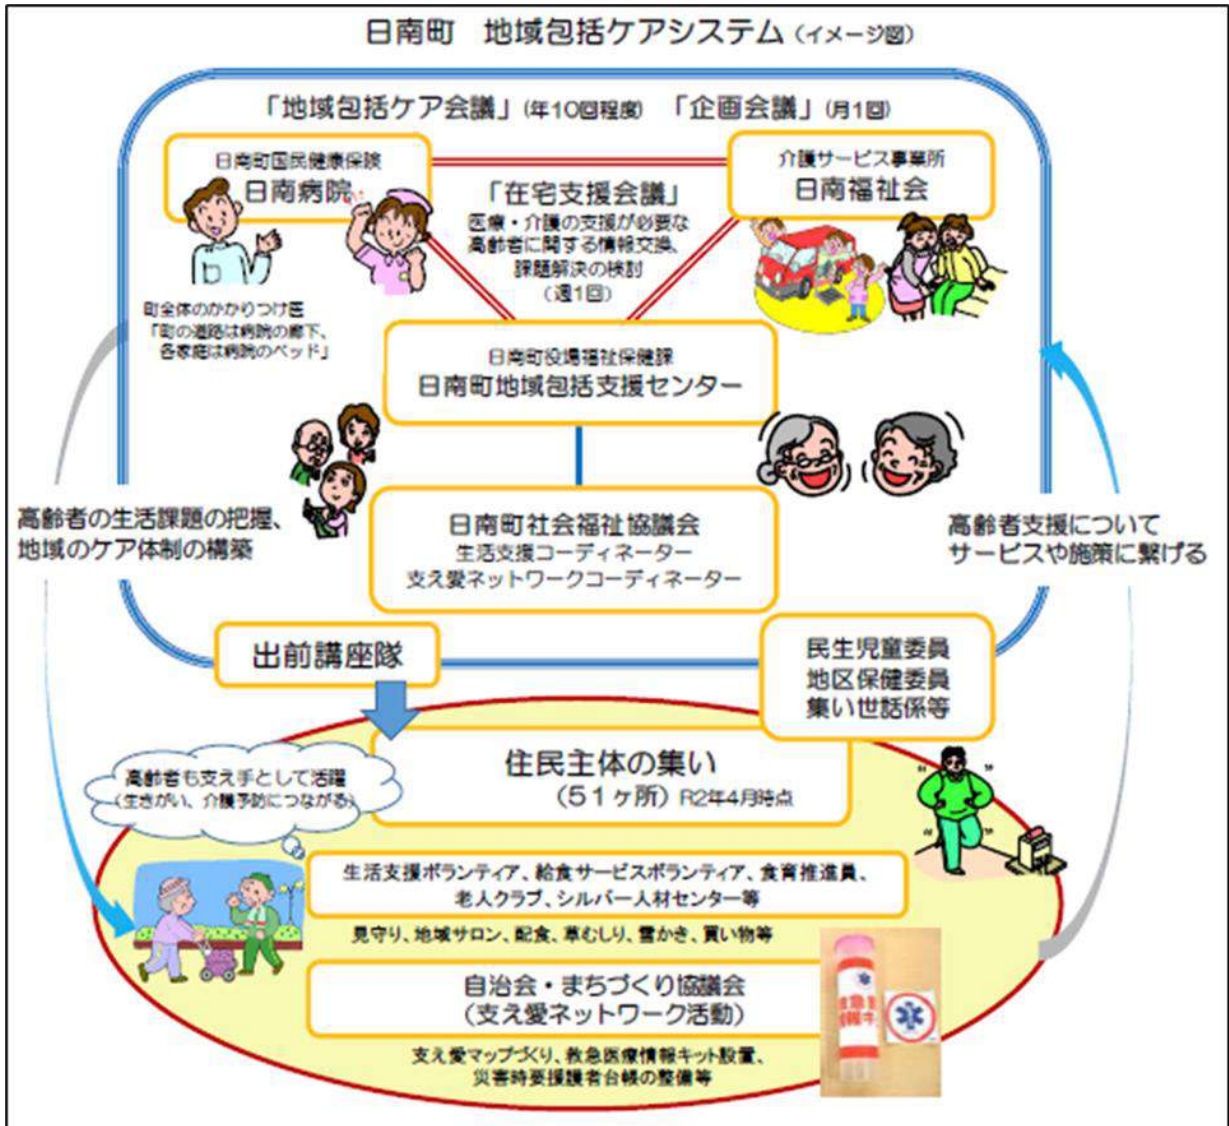 日南町 地域包括ケアシステム（イメージ図）
「地域包括ケア会議」（年10回程度） 「企画会議」（月1回）
日南町国民健康保険
日南病院
介護サービス事業所
日南福祉会
「在宅支援会議」
医療・介護の支援が必要な
高齢者に関する情報交換、
課題解決の検討
（週1回）
町全体のかかりつけ医
「町の道路は病院の廊下、
各家庭は病院のベッド」
日南町役場福祉保健課
日南町地域包括支援センター
日南町社会福祉協議会
生活支援コーディネーター
支え愛ネットワークコーディネーター
高齢者の生活課題の把握、
地域のケア体制の構築
高齢者支援について
サービスや施策に繋げる
出前講座隊
民生児童委員
地区保健委員
集い世話係等
住民主体の集い
（５１ヶ所）R2年4月時点
高齢者も支え手として活躍
（生きがい、介護予防につながる）
生活支援ボランティア、給食サービスボランティア、食育推進員、
老人クラブ、シルバー人材センター等
見守り、地域サロン、配食、草むしり、雪かき、買い物等
自治会・まちづくり協議会
（支え愛ネットワーク活動）
支え愛マップづくり、救急医療情報キット設置、
災害時要援護者台帳の整備等